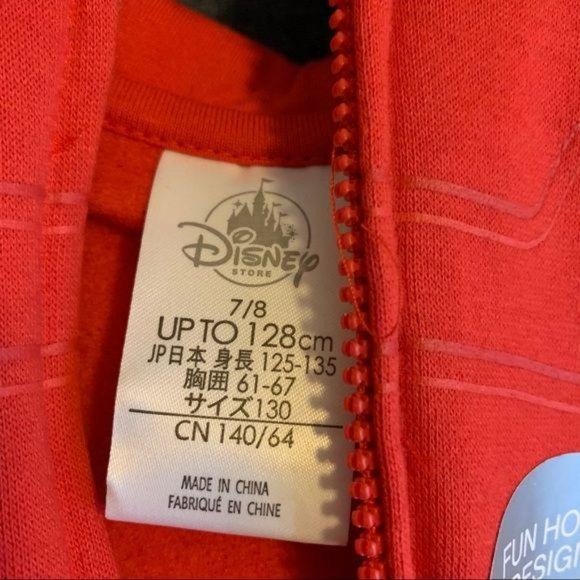 Disney
STORE
7/8
UP TO 128cm
JP日本 身長 125-135
胸囲 61-67
サイズ130
CN 140/64
MADE IN CHINA
FABRIQUÉ EN CHINE
FUN